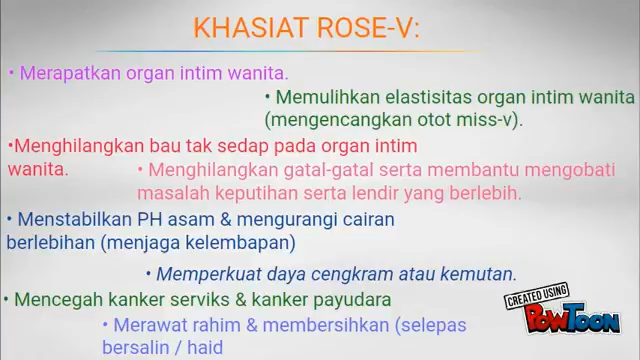 KHASIAT ROSE-V:
• Merapatkan organ intim wanita.
• Memulihkan elastisitas organ intim wanita
(mengencangkan otot miss-v).
•Menghilangkan bau tak sedap pada organ intim
wanita.
• Menghilangkan gatal-gatal serta membantu mengobati
masalah keputihan serta lendir yang berlebih.
• Menstabilkan PH asam & mengurangi cairan
berlebihan (menjaga kelembapan)
• Memperkuat daya cengkram atau kemutan.
• Mencegah kanker serviks & kanker payudara
• Merawat rahim & membersihkan (selepas
bersalin / haid
CREATED USING
POWTOON